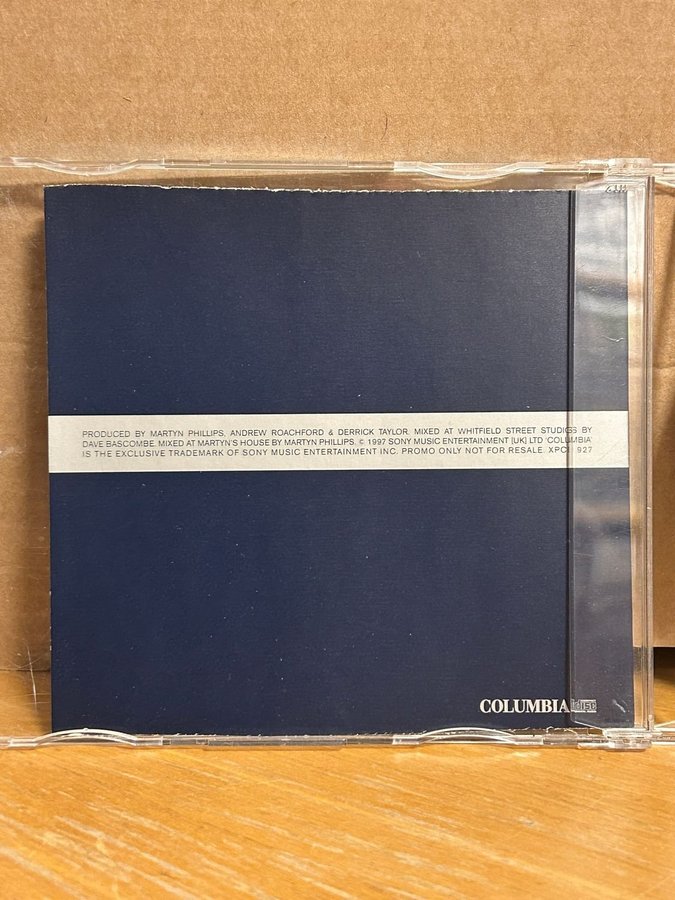 PRODUCED BY MARTYN PHILLIPS, ANDREW ROACHFORD & DERRICK TAYLOR. MIXED AT WHITFIELD STREET STUDIOS BY
DAVE BASCOMBE. MIXED AT MARTYN'S HOUSE BY MARTYN PHILLIPS. © 1997 SONY MUSIC ENTERTAINMENT [UK] LTD 'COLUMBIA'
IS THE EXCLUSIVE TRADEMARK OF SONY MUSIC ENTERTAINMENT INC. PROMO ONLY NOT FOR RESALE. 927
COLUMBIA disc